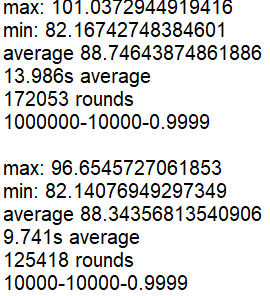 max: 101.0372944919416
min: 82.16742748384601
average 88.74643874861886
13.986s average
172053 rounds
1000000-10000-0.9999

max: 96.6545727061853
min: 82.14076949297349
average 88.34356813540906
9.741s average
125418 rounds
10000-10000-0.9999